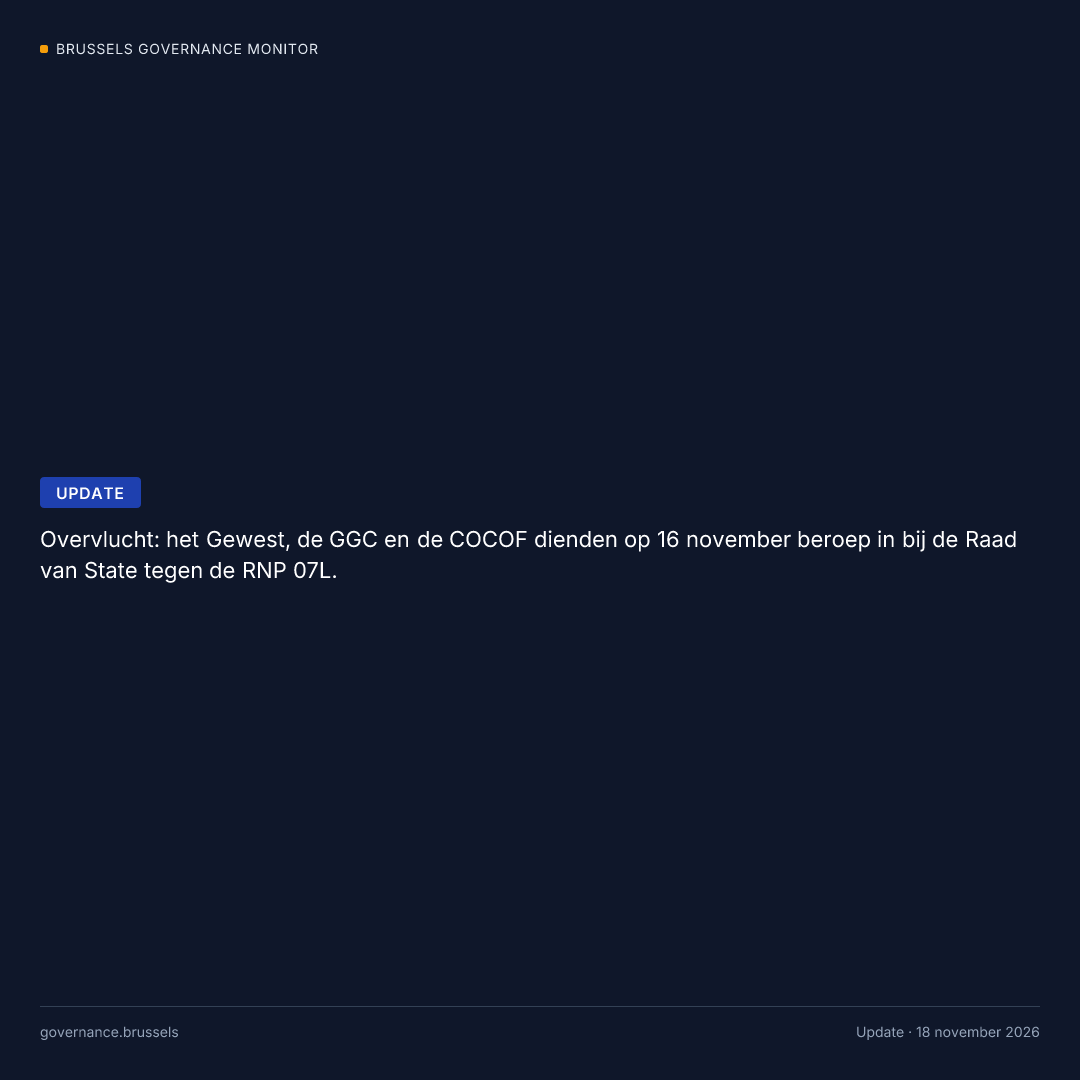 BRUSSELS GOVERNANCE MONITOR
UPDATE
Overvlucht: het Gewest, de GGC en de COCOF dienden op 16 november beroep in bij de Raad
van State tegen de RNP 07L.
governance.brussels
Update · 18 november 2026